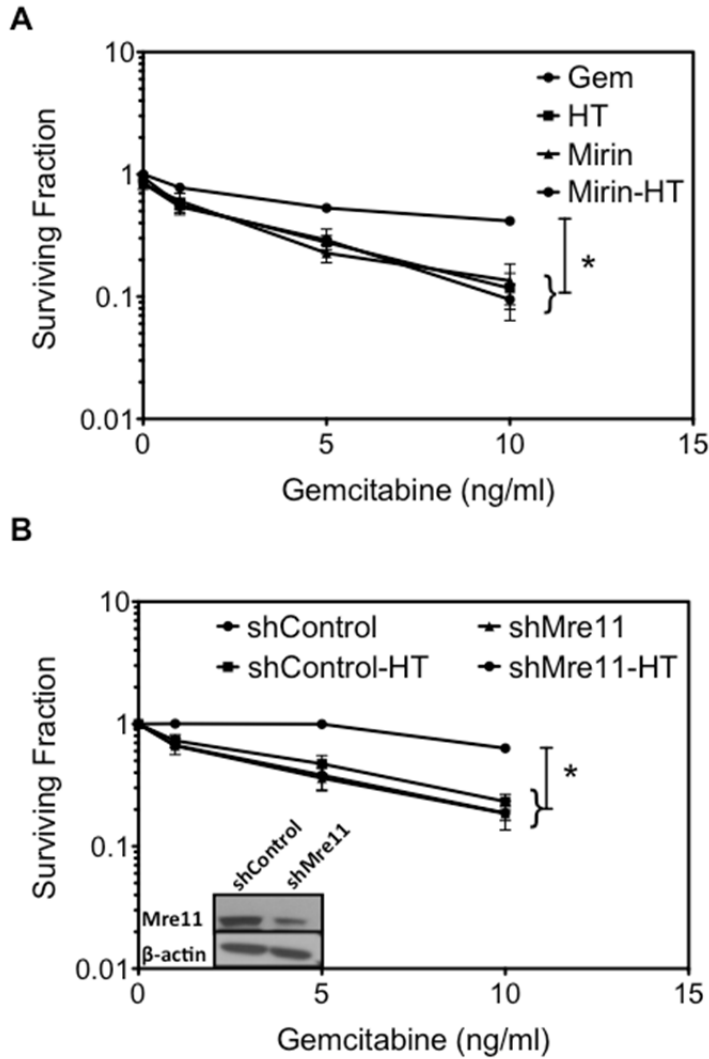 A
10
1
0.1
0.01
Surviving Fraction
Gem
HT
Mirin
Mirin-HT
*
}
0
5
10
15
Gemcitabine (ng/ml)
B
10
1
0.1
0.01
Surviving Fraction
shControl
shMre11
shControl-HT
shMre11-HT
*
}
shControl
shMre11
Mre11
β-actin
0
5
10
15
Gemcitabine (ng/ml)